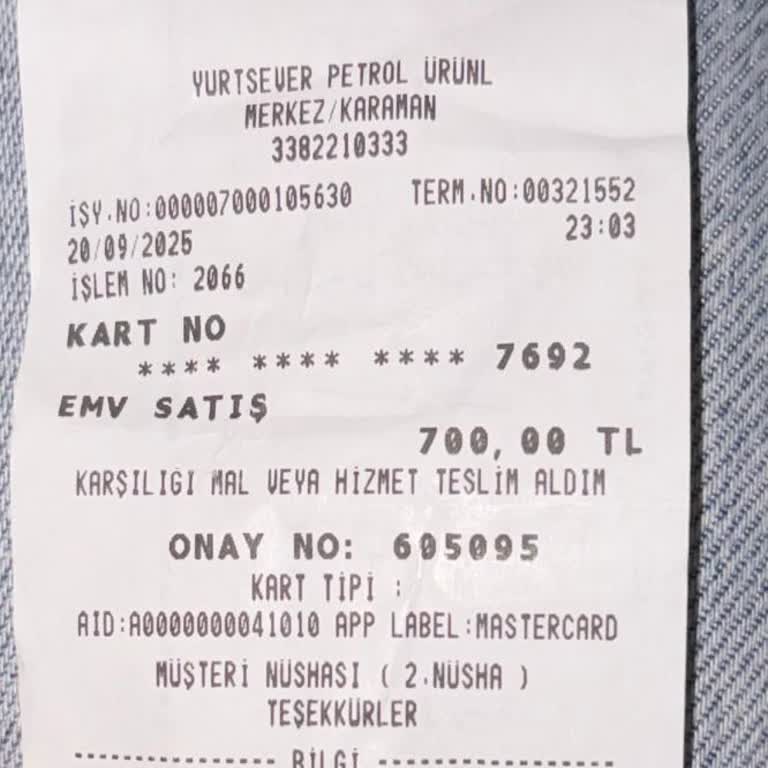 YURTSEVER PETROL ÜRÜNL
MERKEZ/KARAMAN
3382210333
İŞY.NO:000007000105630 TERM.NO:00321552
20/09/2025 23:03
İŞLEM NO: 2066
KART NO
**** **** **** 7692
EMV SATIŞ
700,00 TL
KARŞILIĞI MAL VEYA HİZMET TESLİM ALDIM
ONAY NO: 605095
KART TİPİ :
AID:A0000000041010 APP LABEL:MASTERCARD
MÜŞTERİ NÜSHASI ( 2.NÜSHA )
TEŞEKKÜRLER
---------------- BİLGİ ------------------